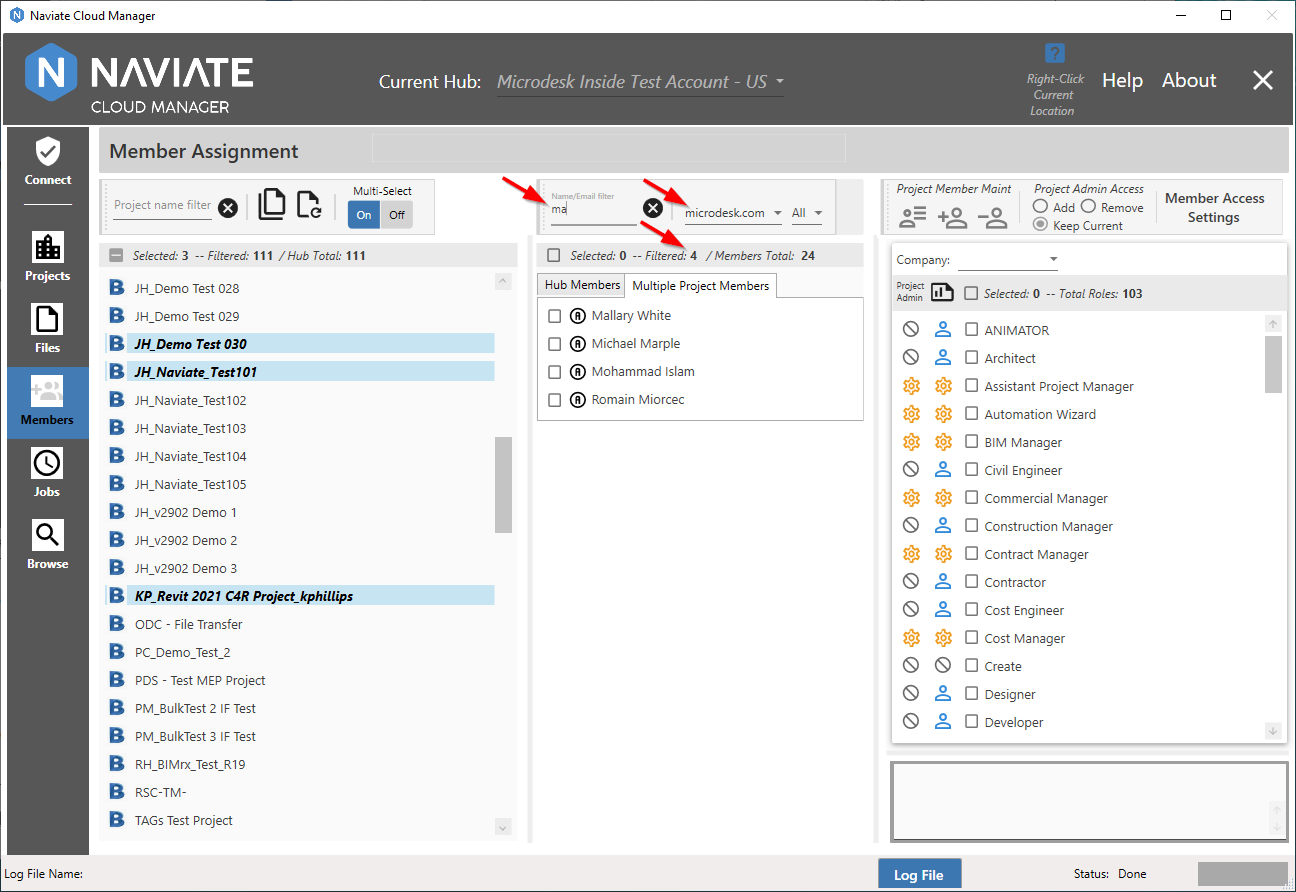 Naviate Cloud Manager
NAVIATE
CLOUD MANAGER
Current Hub: Microdesk Inside Test Account - US
?
Right-Click
Current
Location
Help About
Connect
Projects
Files
Members
Jobs
Browse
Member Assignment
Project name filter
Multi-Select
On Off
Name/Email filter
ma
microdesk.com
All
Project Member Maint
Project Admin Access
Add Remove
Keep Current
Member Access
Settings
Selected: 3 -- Filtered: 111 / Hub Total: 111
JH_Demo Test 028
JH_Demo Test 029
JH_Demo Test 030
JH_Naviate_Test101
JH_Naviate_Test102
JH_Naviate_Test103
JH_Naviate_Test104
JH_Naviate_Test105
JH_v2902 Demo 1
JH_v2902 Demo 2
JH_v2902 Demo 3
KP_Revit 2021 C4R Project_kphillips
ODC - File Transfer
PC_Demo_Test_2
PDS - Test MEP Project
PM_BulkTest 2 IF Test
PM_BulkTest 3 IF Test
RH_BIMrx_Test_R19
RSC-TM-
TAGs Test Project
Selected: 0 -- Filtered: 4 / Members Total: 24
Hub Members Multiple Project Members
Mallary White
Michael Marple
Mohammad Islam
Romain Miorcec
Company:
Project
Admin
Selected: 0 -- Total Roles: 103
ANIMATOR
Architect
Assistant Project Manager
Automation Wizard
BIM Manager
Civil Engineer
Commercial Manager
Construction Manager
Contract Manager
Contractor
Cost Engineer
Cost Manager
Create
Designer
Developer
Log File Name:
Log File
Status: Done